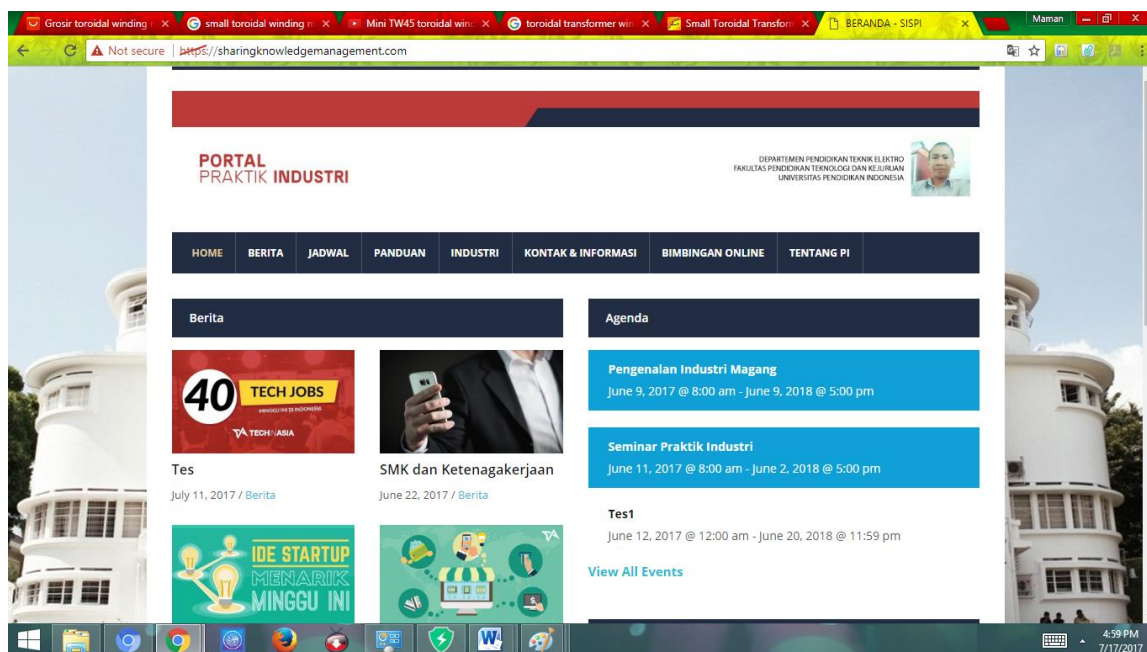 Grosir toroidal winding
small toroidal winding m
Mini TW45 toroidal wind
toroidal transformer win
Small Toroidal Transform
BERANDA - SISPI
Maman
Not secure
https://sharingknowledgemanagement.com
PORTAL
PRAKTIK INDUSTRI
DEPARTEMEN PENDIDIKAN TEKNIK ELEKTRO
FAKULTAS PENDIDIKAN TEKNOLOGI DAN KEJURUAN
UNIVERSITAS PENDIDIKAN INDONESIA
HOME BERITA JADWAL PANDUAN INDUSTRI KONTAK & INFORMASI BIMBINGAN ONLINE TENTANG PI
Berita
40
TECH JOBS
MINGGU INI DI INDONESIA
TECHINASIA
Tes
July 11, 2017 / Berita
SMK dan Ketenagakerjaan
June 22, 2017 / Berita
IDE STARTUP
MENARIK
MINGGU INI
Agenda
Pengenalan Industri Magang
June 9, 2017 @ 8:00 am - June 9, 2018 @ 5:00 pm
Seminar Praktik Industri
June 11, 2017 @ 8:00 am - June 2, 2018 @ 5:00 pm
Tes1
June 12, 2017 @ 12:00 am - June 20, 2018 @ 11:59 pm
View All Events
4:59 PM
7/17/2017